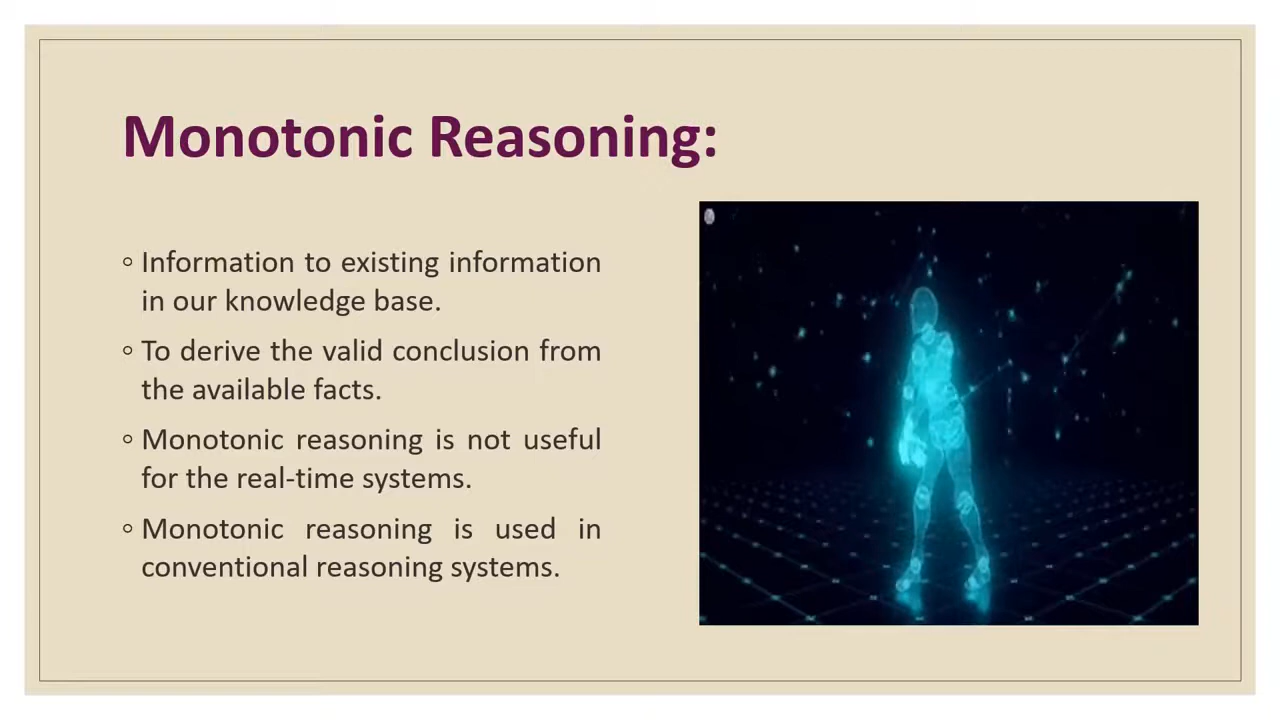 Monotonic Reasoning:
◦ Information to existing information
in our knowledge base.
◦ To derive the valid conclusion from
the available facts.
◦ Monotonic reasoning is not useful
for the real-time systems.
◦ Monotonic reasoning is used in
conventional reasoning systems.